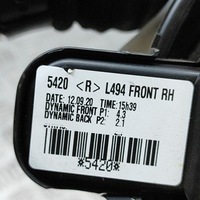 5420 <R> L494 FRONT RH
DATE: 12.09.20 TIME:15h39
DYNAMIC FRONT P1: 4.3
DYNAMIC BACK P2: 2.1
*5420*